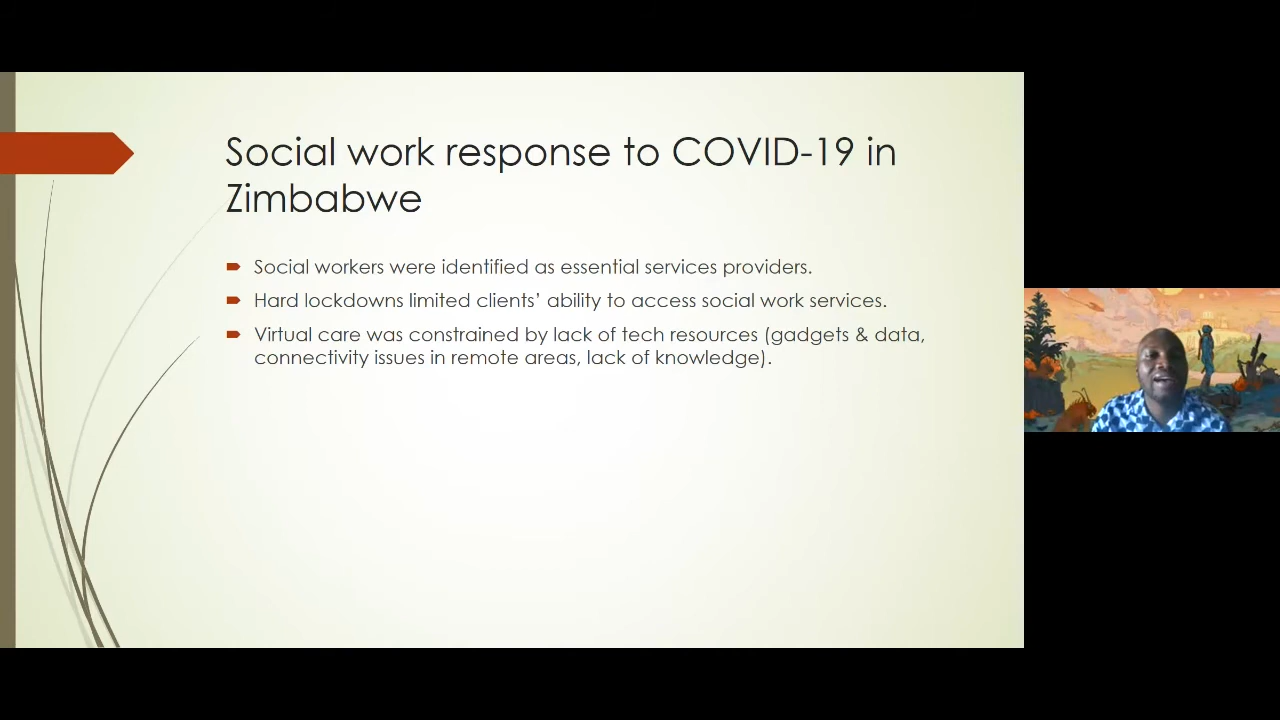 Social work response to COVID-19 in
Zimbabwe
Social workers were identified as essential services providers.
Hard lockdowns limited clients’ ability to access social work services.
Virtual care was constrained by lack of tech resources (gadgets & data,
connectivity issues in remote areas, lack of knowledge).